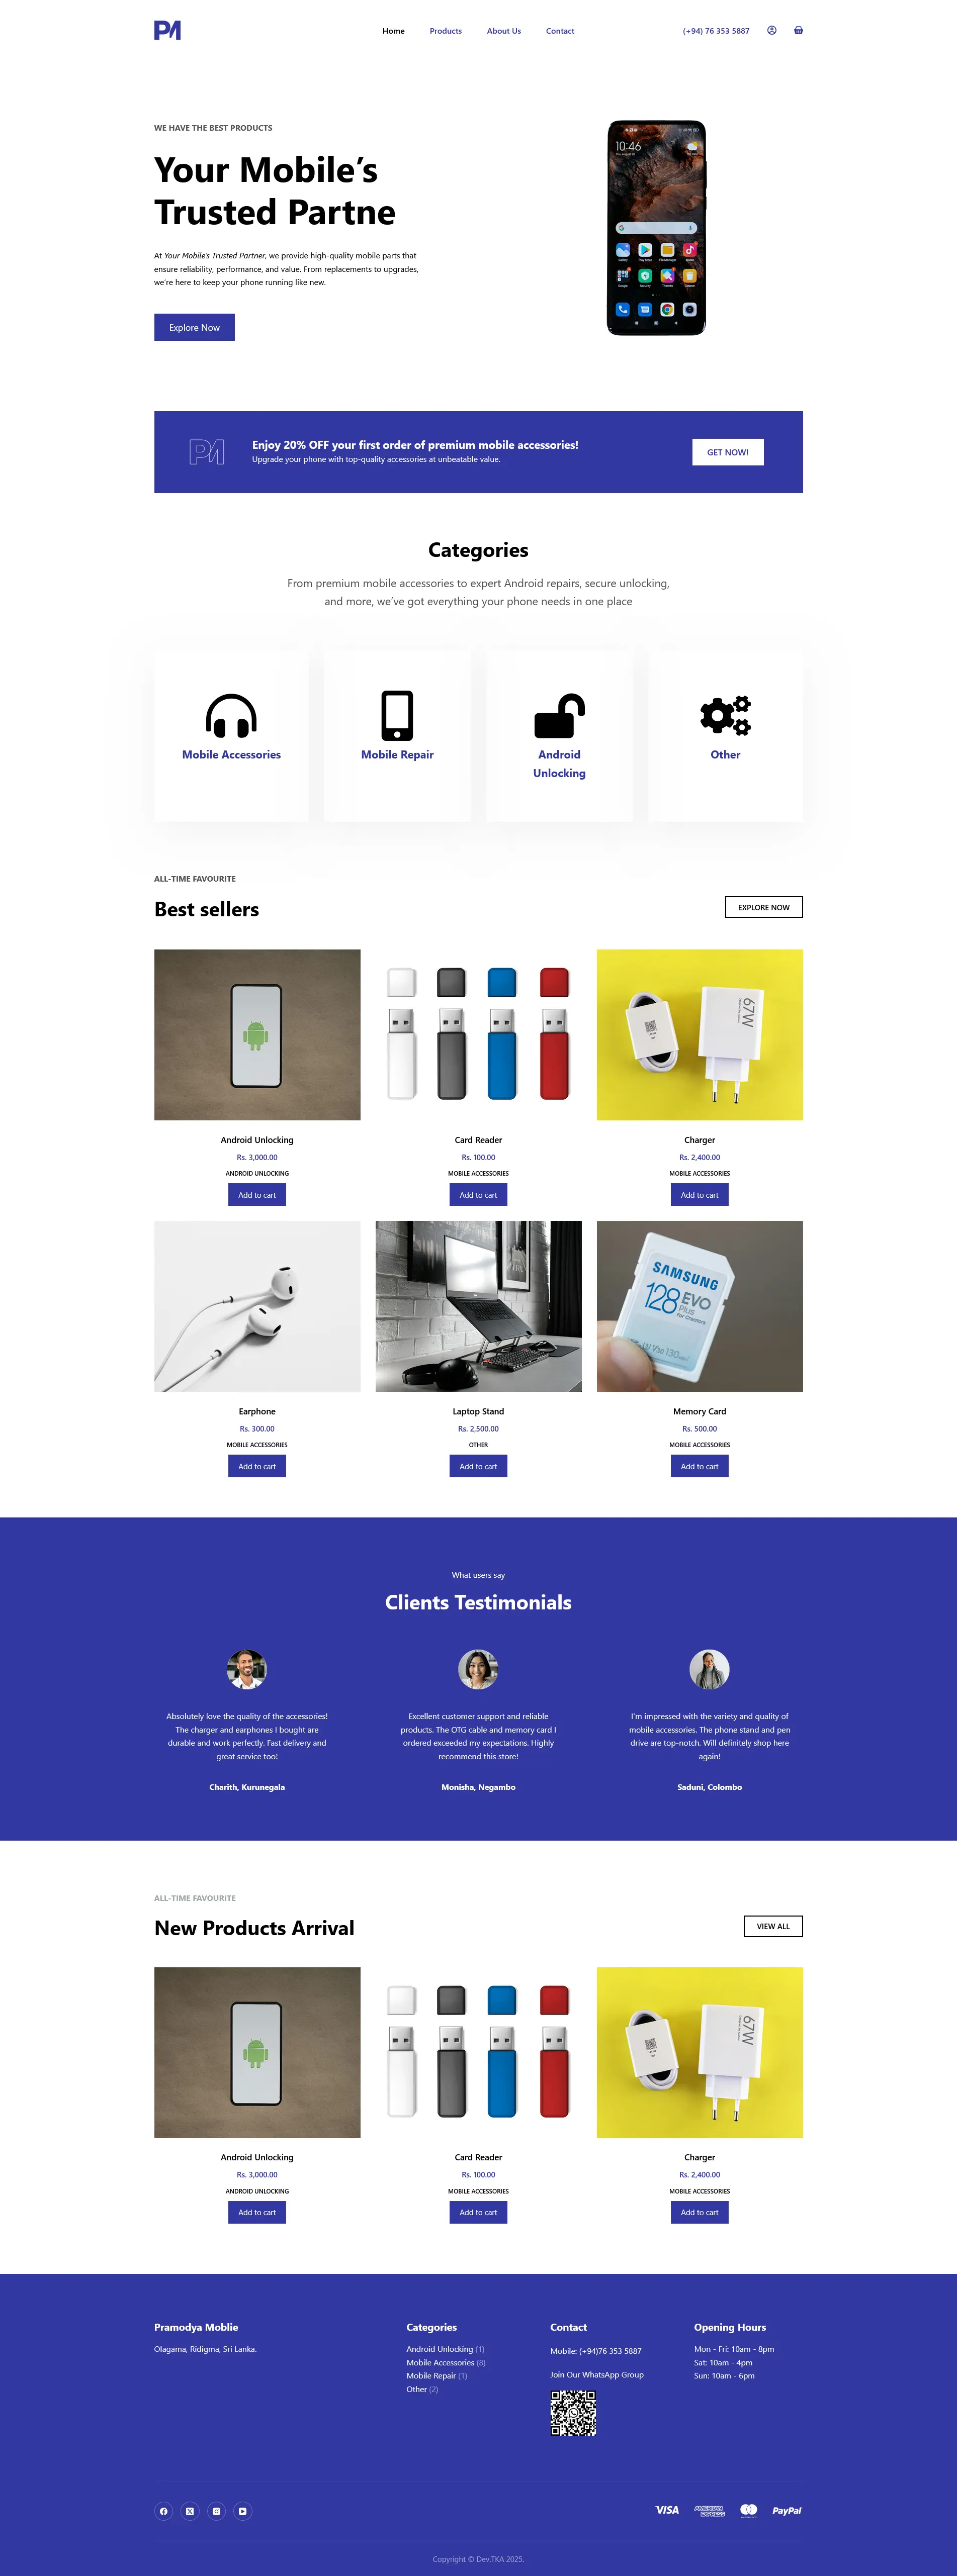 PM
Home
Products
About Us
Contact
(+94) 76 353 5887
WE HAVE THE BEST PRODUCTS
Your Mobile’s
Trusted Partne
At Your Mobile’s Trusted Partner, we provide high-quality mobile parts that
ensure reliability, performance, and value. From replacements to upgrades,
we’re here to keep your phone running like new.
Explore Now
10:46
PM
Enjoy 20% OFF your first order of premium mobile accessories!
Upgrade your phone with top-quality accessories at unbeatable value.
GET NOW!
Categories
From premium mobile accessories to expert Android repairs, secure unlocking,
and more, we’ve got everything your phone needs in one place
Mobile Accessories
Mobile Repair
Android
Unlocking
Other
ALL-TIME FAVOURITE
Best sellers
EXPLORE NOW
67W
Android Unlocking
Rs. 3,000.00
ANDROID UNLOCKING
Add to cart
Card Reader
Rs. 100.00
MOBILE ACCESSORIES
Add to cart
Charger
Rs. 2,400.00
MOBILE ACCESSORIES
Add to cart
SAMSUNG
128 EVO
Plus
For Creators
Earphone
Rs. 300.00
MOBILE ACCESSORIES
Add to cart
Laptop Stand
Rs. 2,500.00
OTHER
Add to cart
Memory Card
Rs. 500.00
MOBILE ACCESSORIES
Add to cart
What users say
Clients Testimonials
Absolutely love the quality of the accessories!
The charger and earphones I bought are
durable and work perfectly. Fast delivery and
great service too!
Charith, Kurunegala
Excellent customer support and reliable
products. The OTG cable and memory card I
ordered exceeded my expectations. Highly
recommend this store!
Monisha, Negambo
I’m impressed with the variety and quality of
mobile accessories. The phone stand and pen
drive are top-notch. Will definitely shop here
again!
Saduni, Colombo
ALL-TIME FAVOURITE
New Products Arrival
VIEW ALL
67W
Android Unlocking
Rs. 3,000.00
ANDROID UNLOCKING
Add to cart
Card Reader
Rs. 100.00
MOBILE ACCESSORIES
Add to cart
Charger
Rs. 2,400.00
MOBILE ACCESSORIES
Add to cart
Pramodya Moblie
Olagama, Ridigma, Sri Lanka.
Categories
Android Unlocking (1)
Mobile Accessories (8)
Mobile Repair (1)
Other (2)
Contact
Mobile: (+94)76 353 5887
Join Our WhatsApp Group
Opening Hours
Mon - Fri: 10am - 8pm
Sat: 10am - 4pm
Sun: 10am - 6pm
VISA
AMERICAN
EXPRESS
PayPal
Copyright © Dev.TKA 2025.